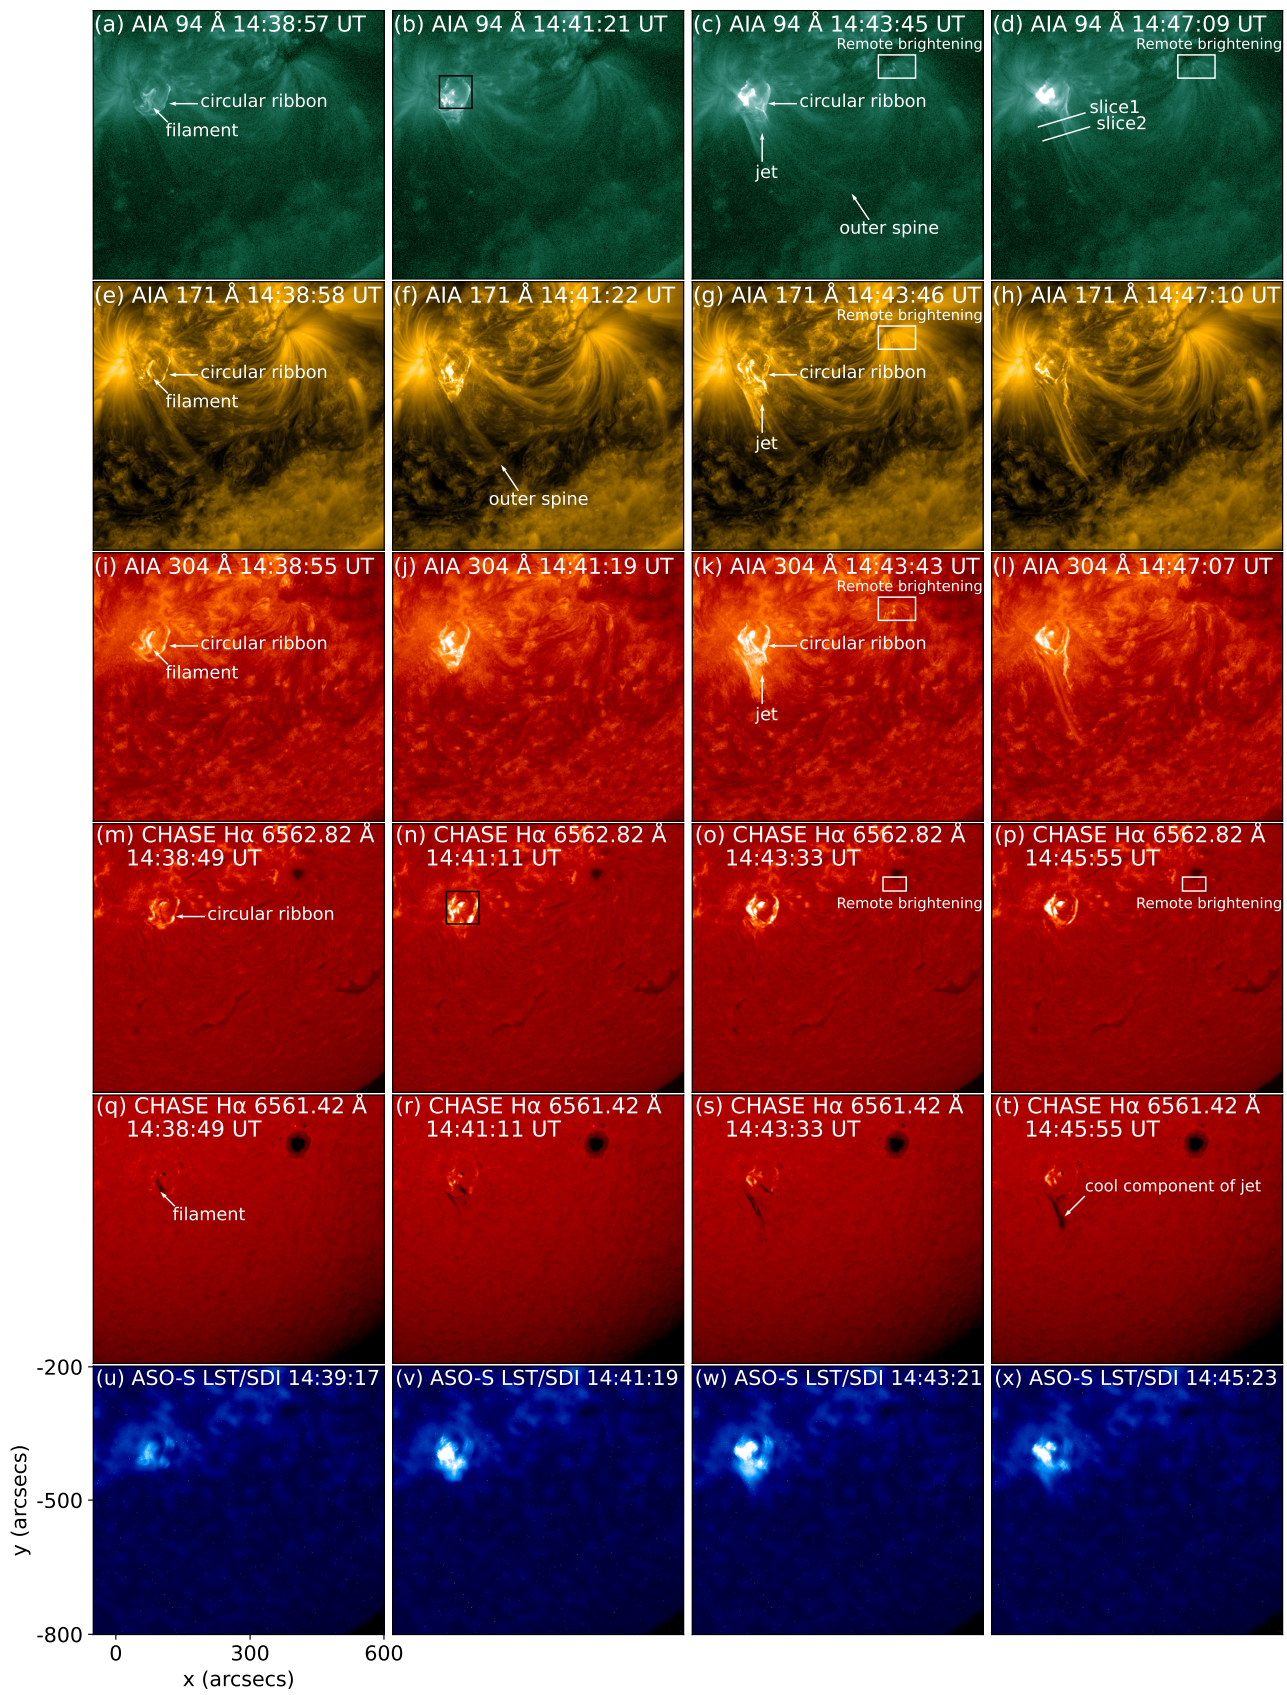 (a) AIA 94 Å 14:38:57 UT
circular ribbon
filament
(b) AIA 94 Å 14:41:21 UT
(c) AIA 94 Å 14:43:45 UT
Remote brightening
circular ribbon
jet
outer spine
(d) AIA 94 Å 14:47:09 UT
Remote brightening
slice1
slice2
(e) AIA 171 Å 14:38:58 UT
circular ribbon
filament
(f) AIA 171 Å 14:41:22 UT
outer spine
(g) AIA 171 Å 14:43:46 UT
Remote brightening
circular ribbon
jet
(h) AIA 171 Å 14:47:10 UT
(i) AIA 304 Å 14:38:55 UT
circular ribbon
filament
(j) AIA 304 Å 14:41:19 UT
(k) AIA 304 Å 14:43:43 UT
Remote brightening
circular ribbon
jet
(l) AIA 304 Å 14:47:07 UT
(m) CHASE Hα 6562.82 Å
14:38:49 UT
circular ribbon
(n) CHASE Hα 6562.82 Å
14:41:11 UT
(o) CHASE Hα 6562.82 Å
14:43:33 UT
Remote brightening
(p) CHASE Hα 6562.82 Å
14:45:55 UT
Remote brightening
(q) CHASE Hα 6561.42 Å
14:38:49 UT
filament
(r) CHASE Hα 6561.42 Å
14:41:11 UT
(s) CHASE Hα 6561.42 Å
14:43:33 UT
(t) CHASE Hα 6561.42 Å
14:45:55 UT
cool component of jet
(u) ASO-S LST/SDI 14:39:17
(v) ASO-S LST/SDI 14:41:19
(w) ASO-S LST/SDI 14:43:21
(x) ASO-S LST/SDI 14:45:23
-200
-500
-800
y (arcsecs)
0
300
600
x (arcsecs)